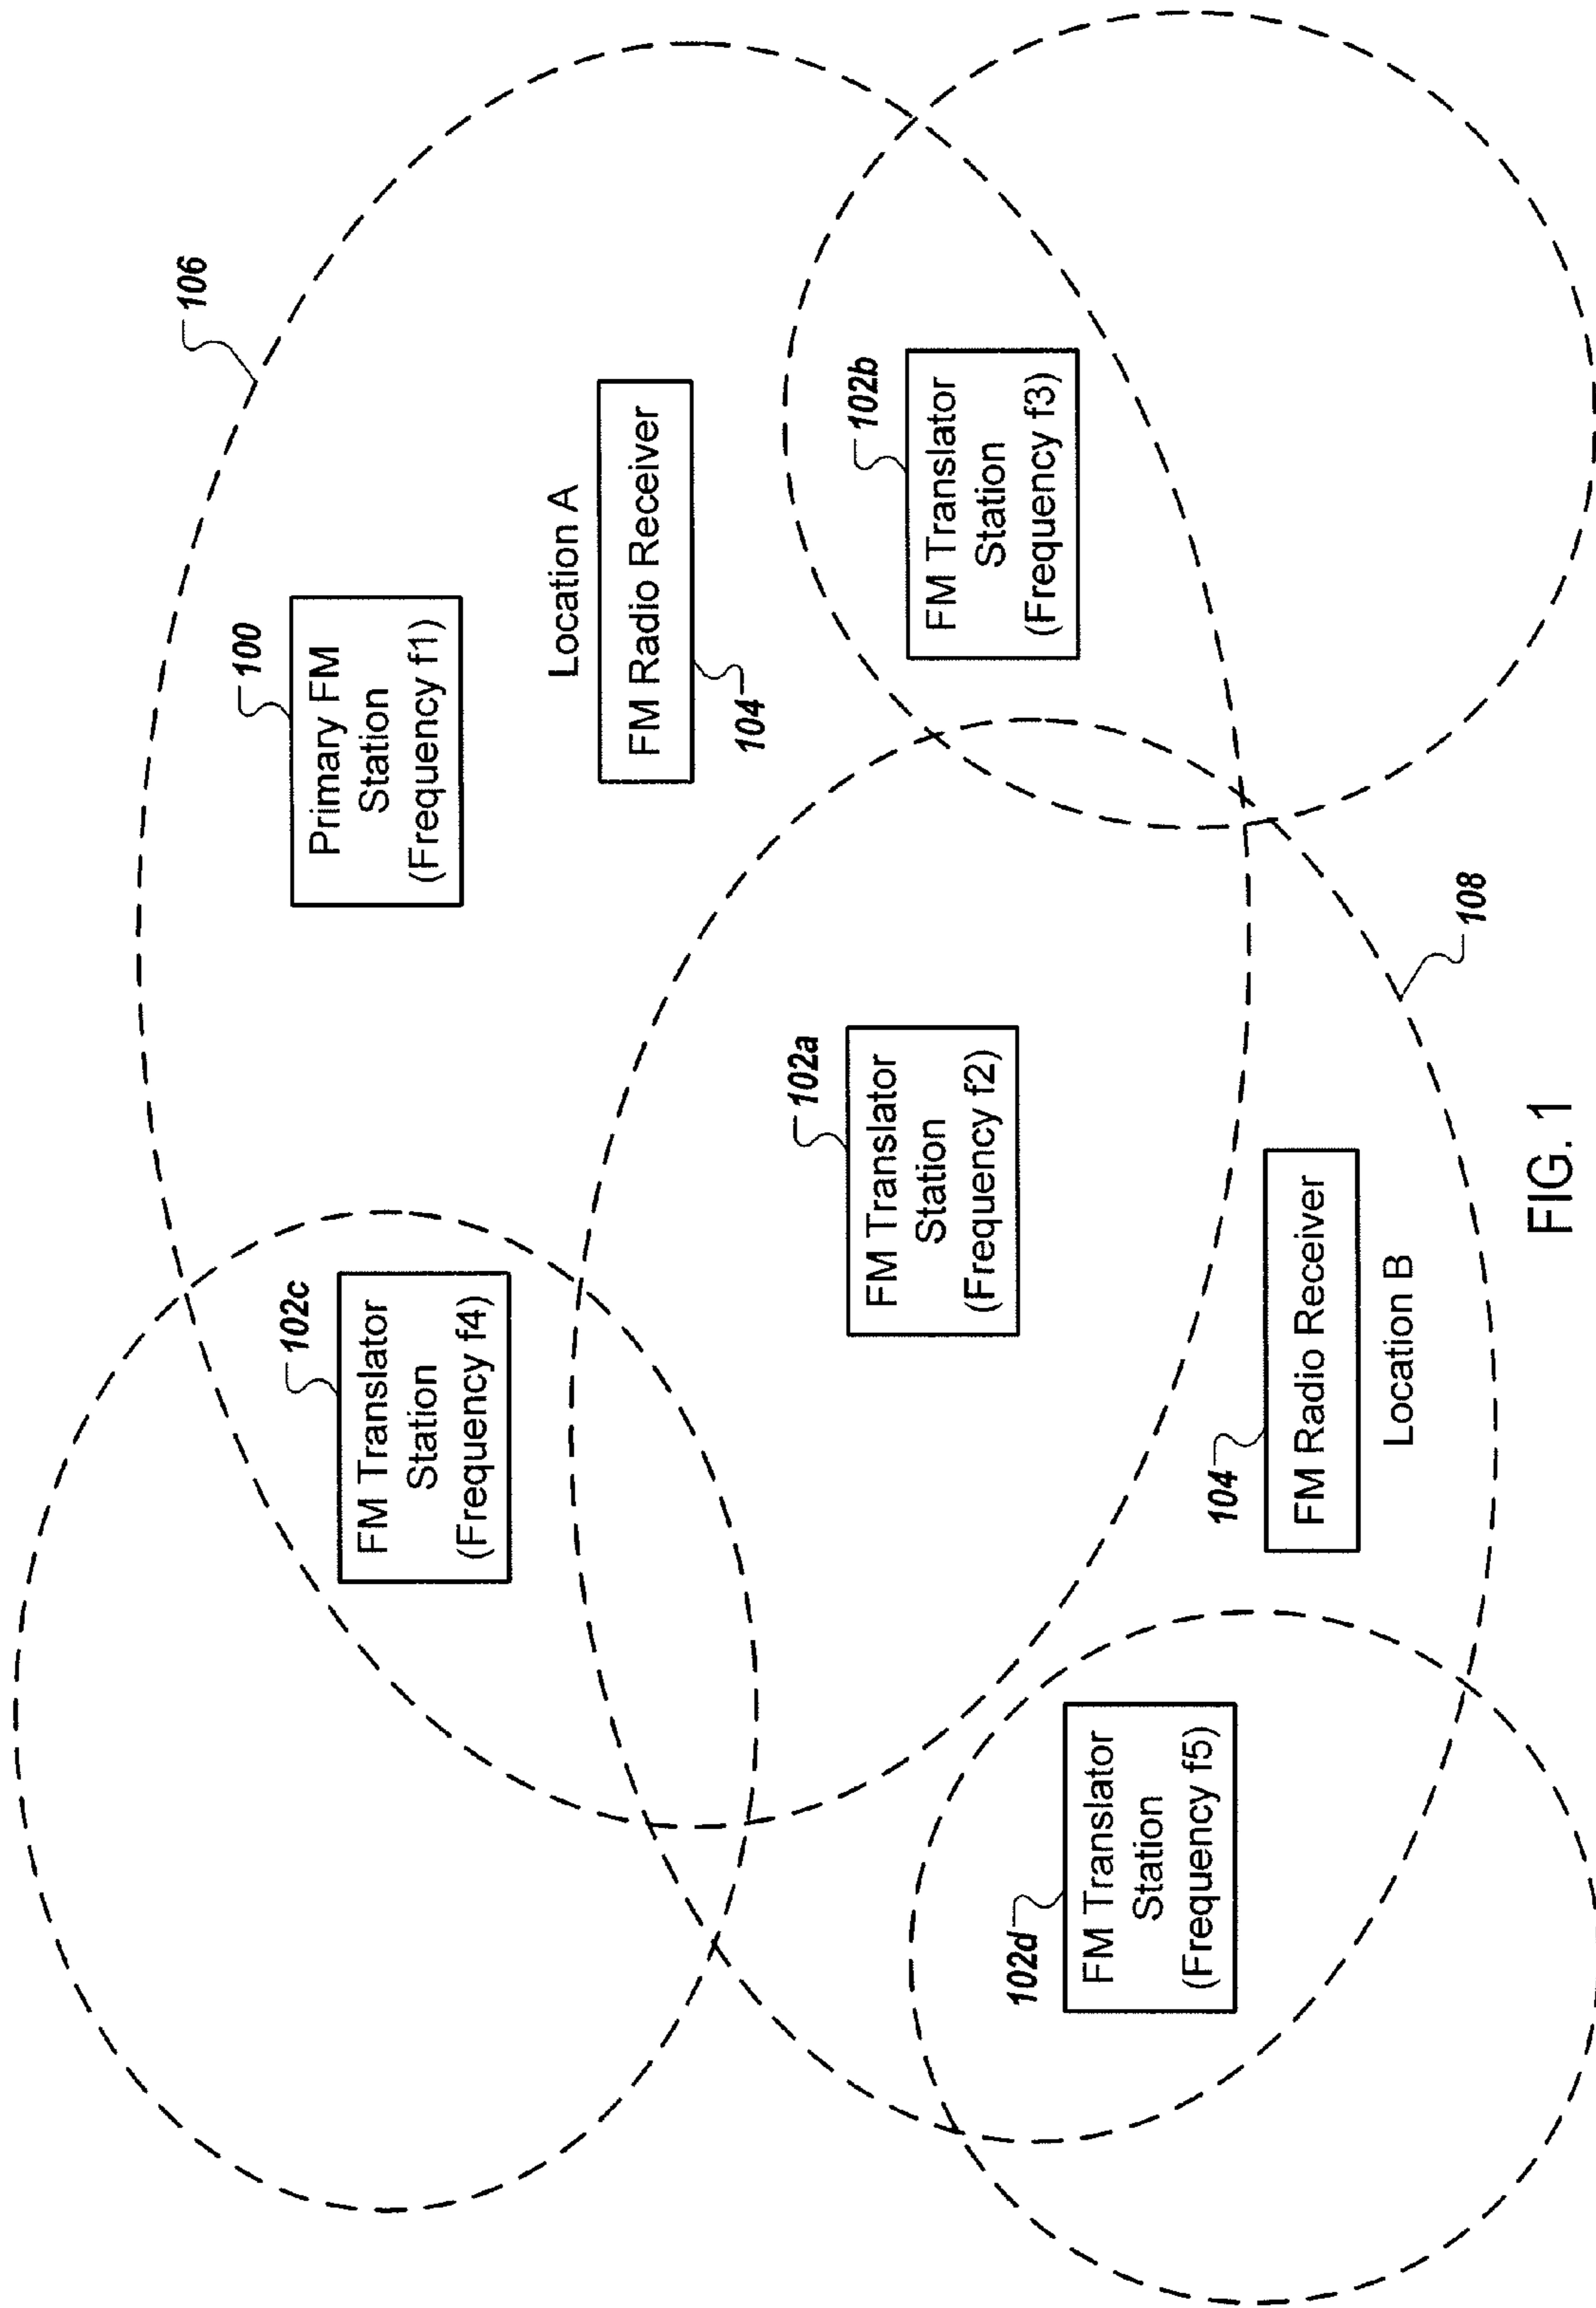 106
100
Primary FM
Station
(Frequency f1)
Location A
FM Radio Receiver
104
102c
FM Translator
Station
(Frequency f4)
102b
FM Translator
Station
(Frequency f3)
102a
FM Translator
Station
(Frequency f2)
102d
FM Translator
Station
(Frequency f5)
104
FM Radio Receiver
Location B
108
FIG. 1